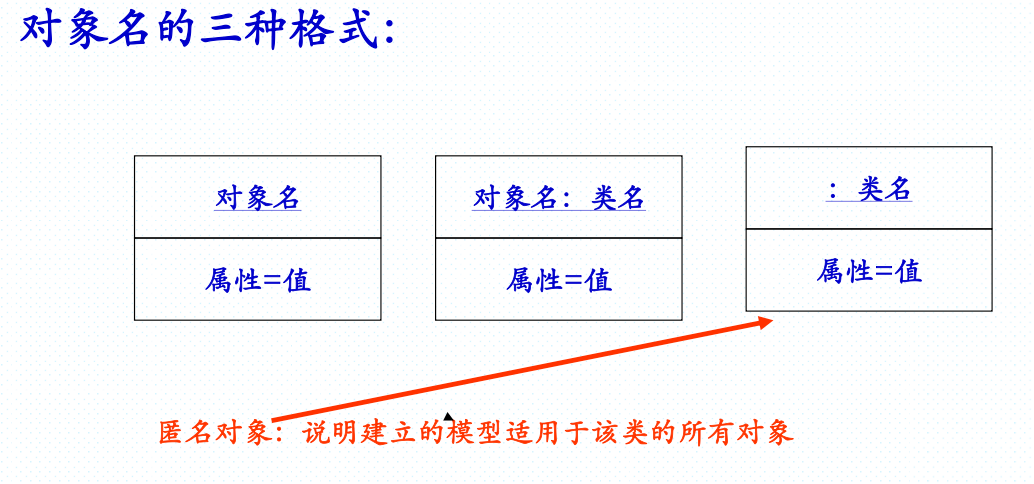 对象名的三种格式:
对象名
对象名: 类名
: 类名
属性=值
属性=值
属性=值
匿名对象: 说明建立的模型适用于该类的所有对象